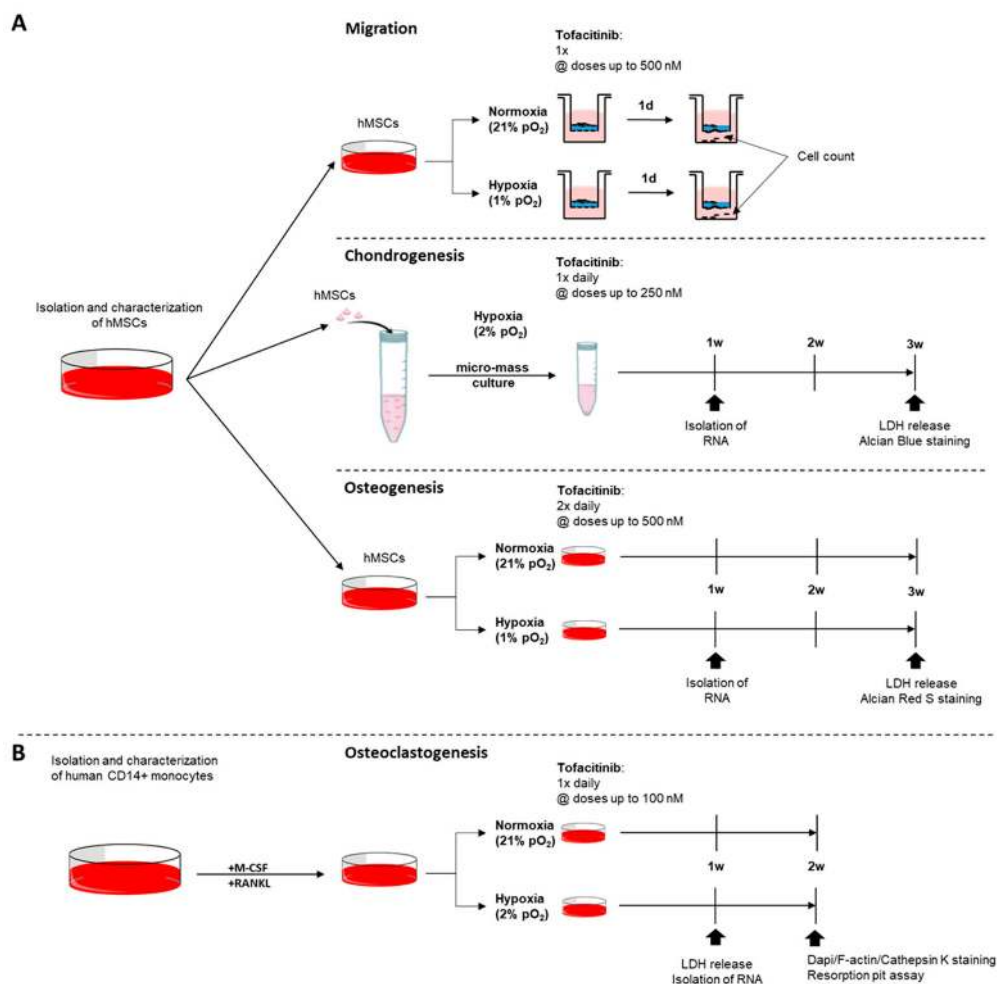 A
Migration
Tofacitinib:
1x
@ doses up to 500 nM
hMSCs
Normoxia
(21% pO₂)
1d
Hypoxia
(1% pO₂)
1d
Cell count
Isolation and characterization
of hMSCs
Chondrogenesis
Tofacitinib:
1x daily
@ doses up to 250 nM
hMSCs
Hypoxia
(2% pO₂)
micro-mass
culture
1w
2w
3w
Isolation of
RNA
LDH release
Alcian Blue staining
Osteogenesis
Tofacitinib:
2x daily
@ doses up to 500 nM
hMSCs
Normoxia
(21% pO₂)
1w
2w
3w
Hypoxia
(1% pO₂)
Isolation of
RNA
LDH release
Alcian Red S staining
B
Isolation and characterization
of human CD14+ monocytes
Osteoclastogenesis
Tofacitinib:
1x daily
@ doses up to 100 nM
+M-CSF
+RANKL
Normoxia
(21% pO₂)
1w
2w
Hypoxia
(2% pO₂)
LDH release
Isolation of RNA
Dapi/F-actin/Cathepsin K staining
Resorption pit assay